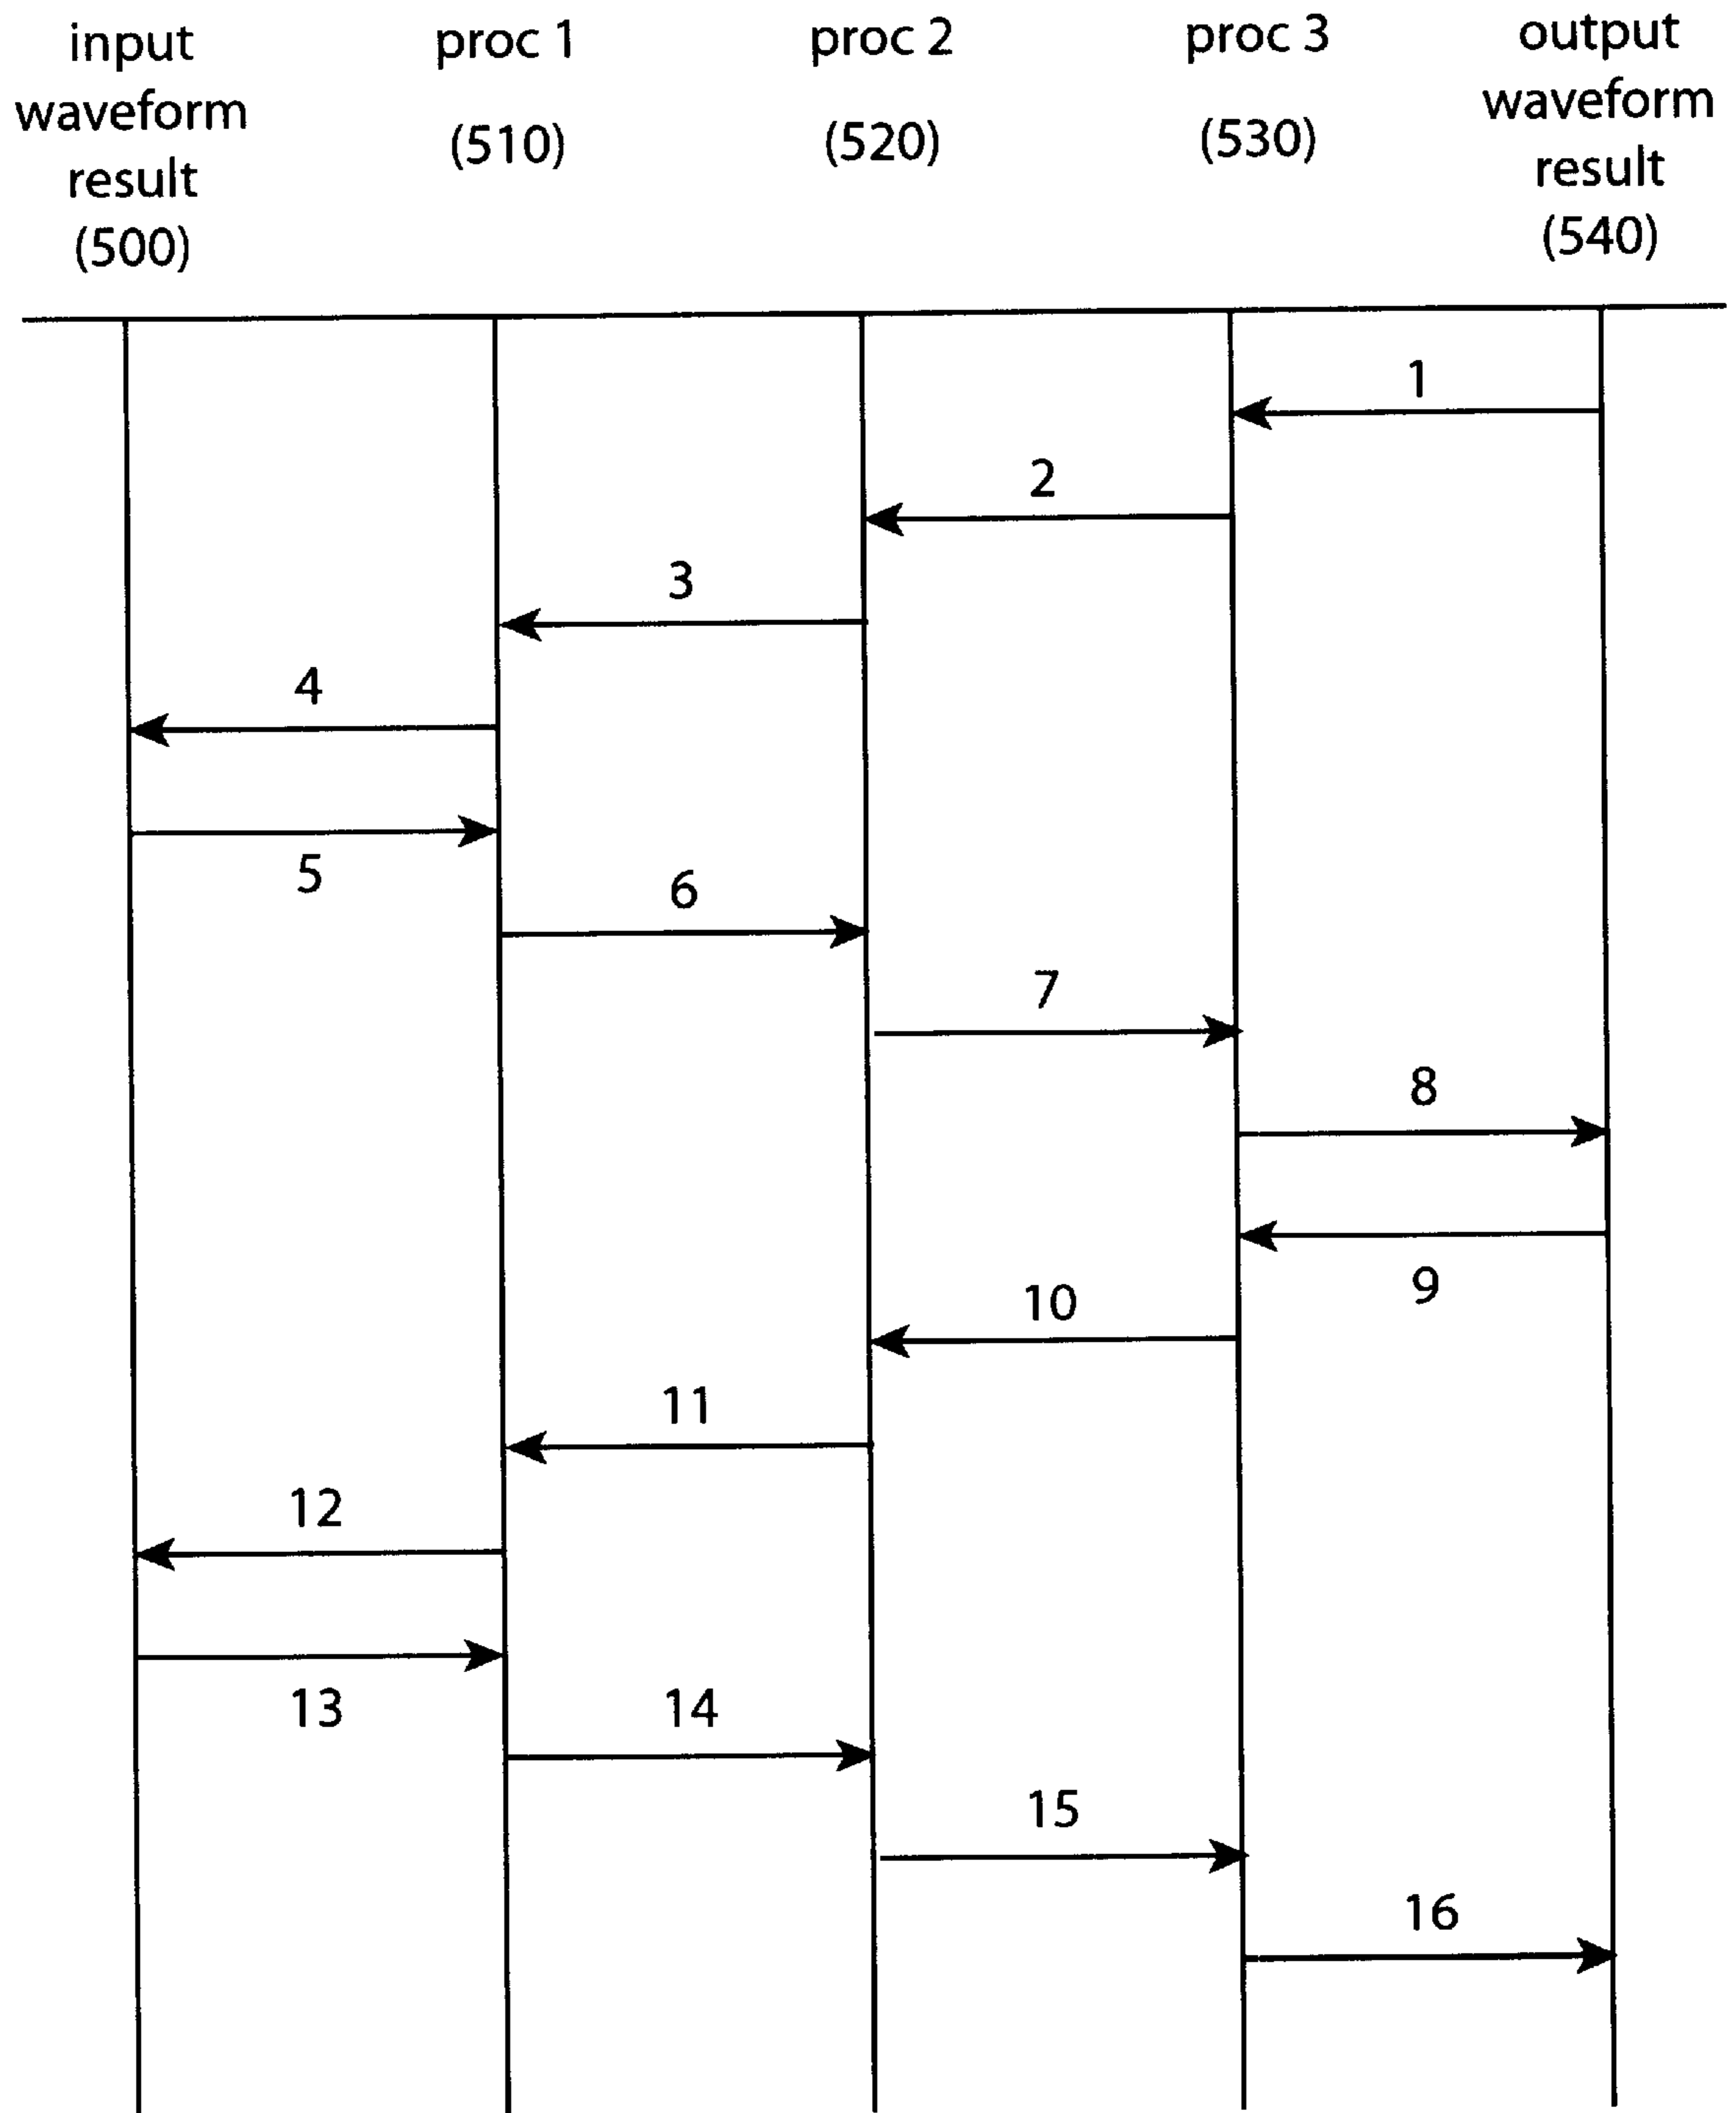 input
waveform
result
(500)
proc 1
(510)
proc 2
(520)
proc 3
(530)
output
waveform
result
(540)
1
2
3
4
5
6
7
8
9
10
11
12
13
14
15
16